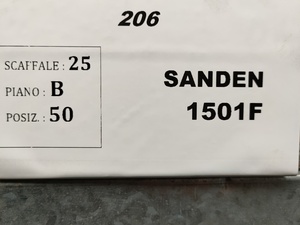 206
SCAFFALE : 25
PIANO : B
POSIZ. : 50
SANDEN
1501F